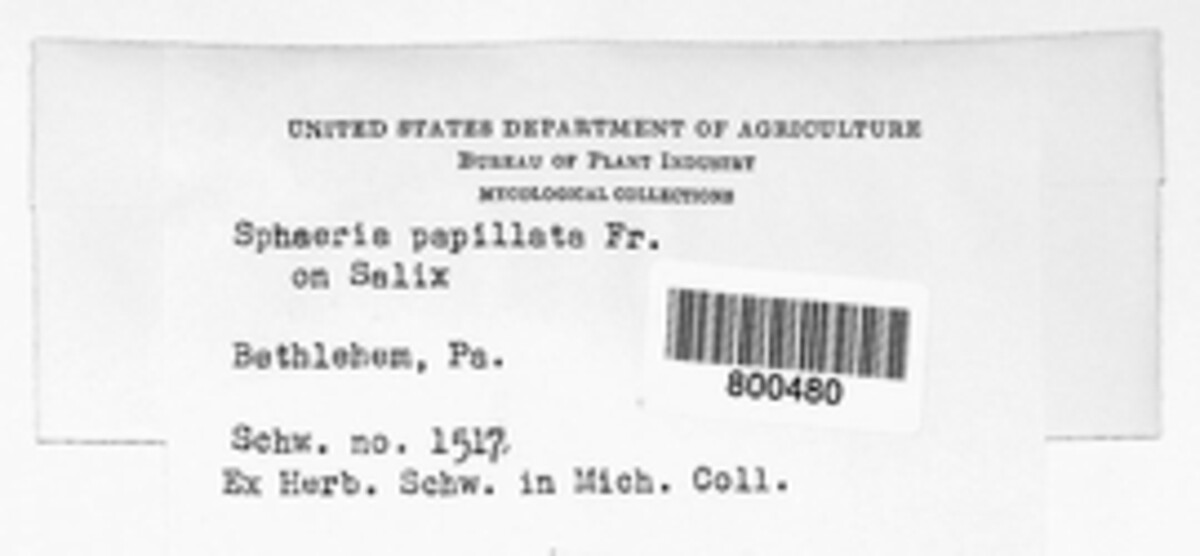 UNITED STATES DEPARTMENT OF AGRICULTURE
BUREAU OF PLANT INDUSTRY
MYCOLOGICAL COLLECTIONS
Sphaeria papillata Fr.
on Salix
Bethlehem, Pa.
800480
Schw. no. 1517
Ex Herb. Schw. in Mich. Coll.